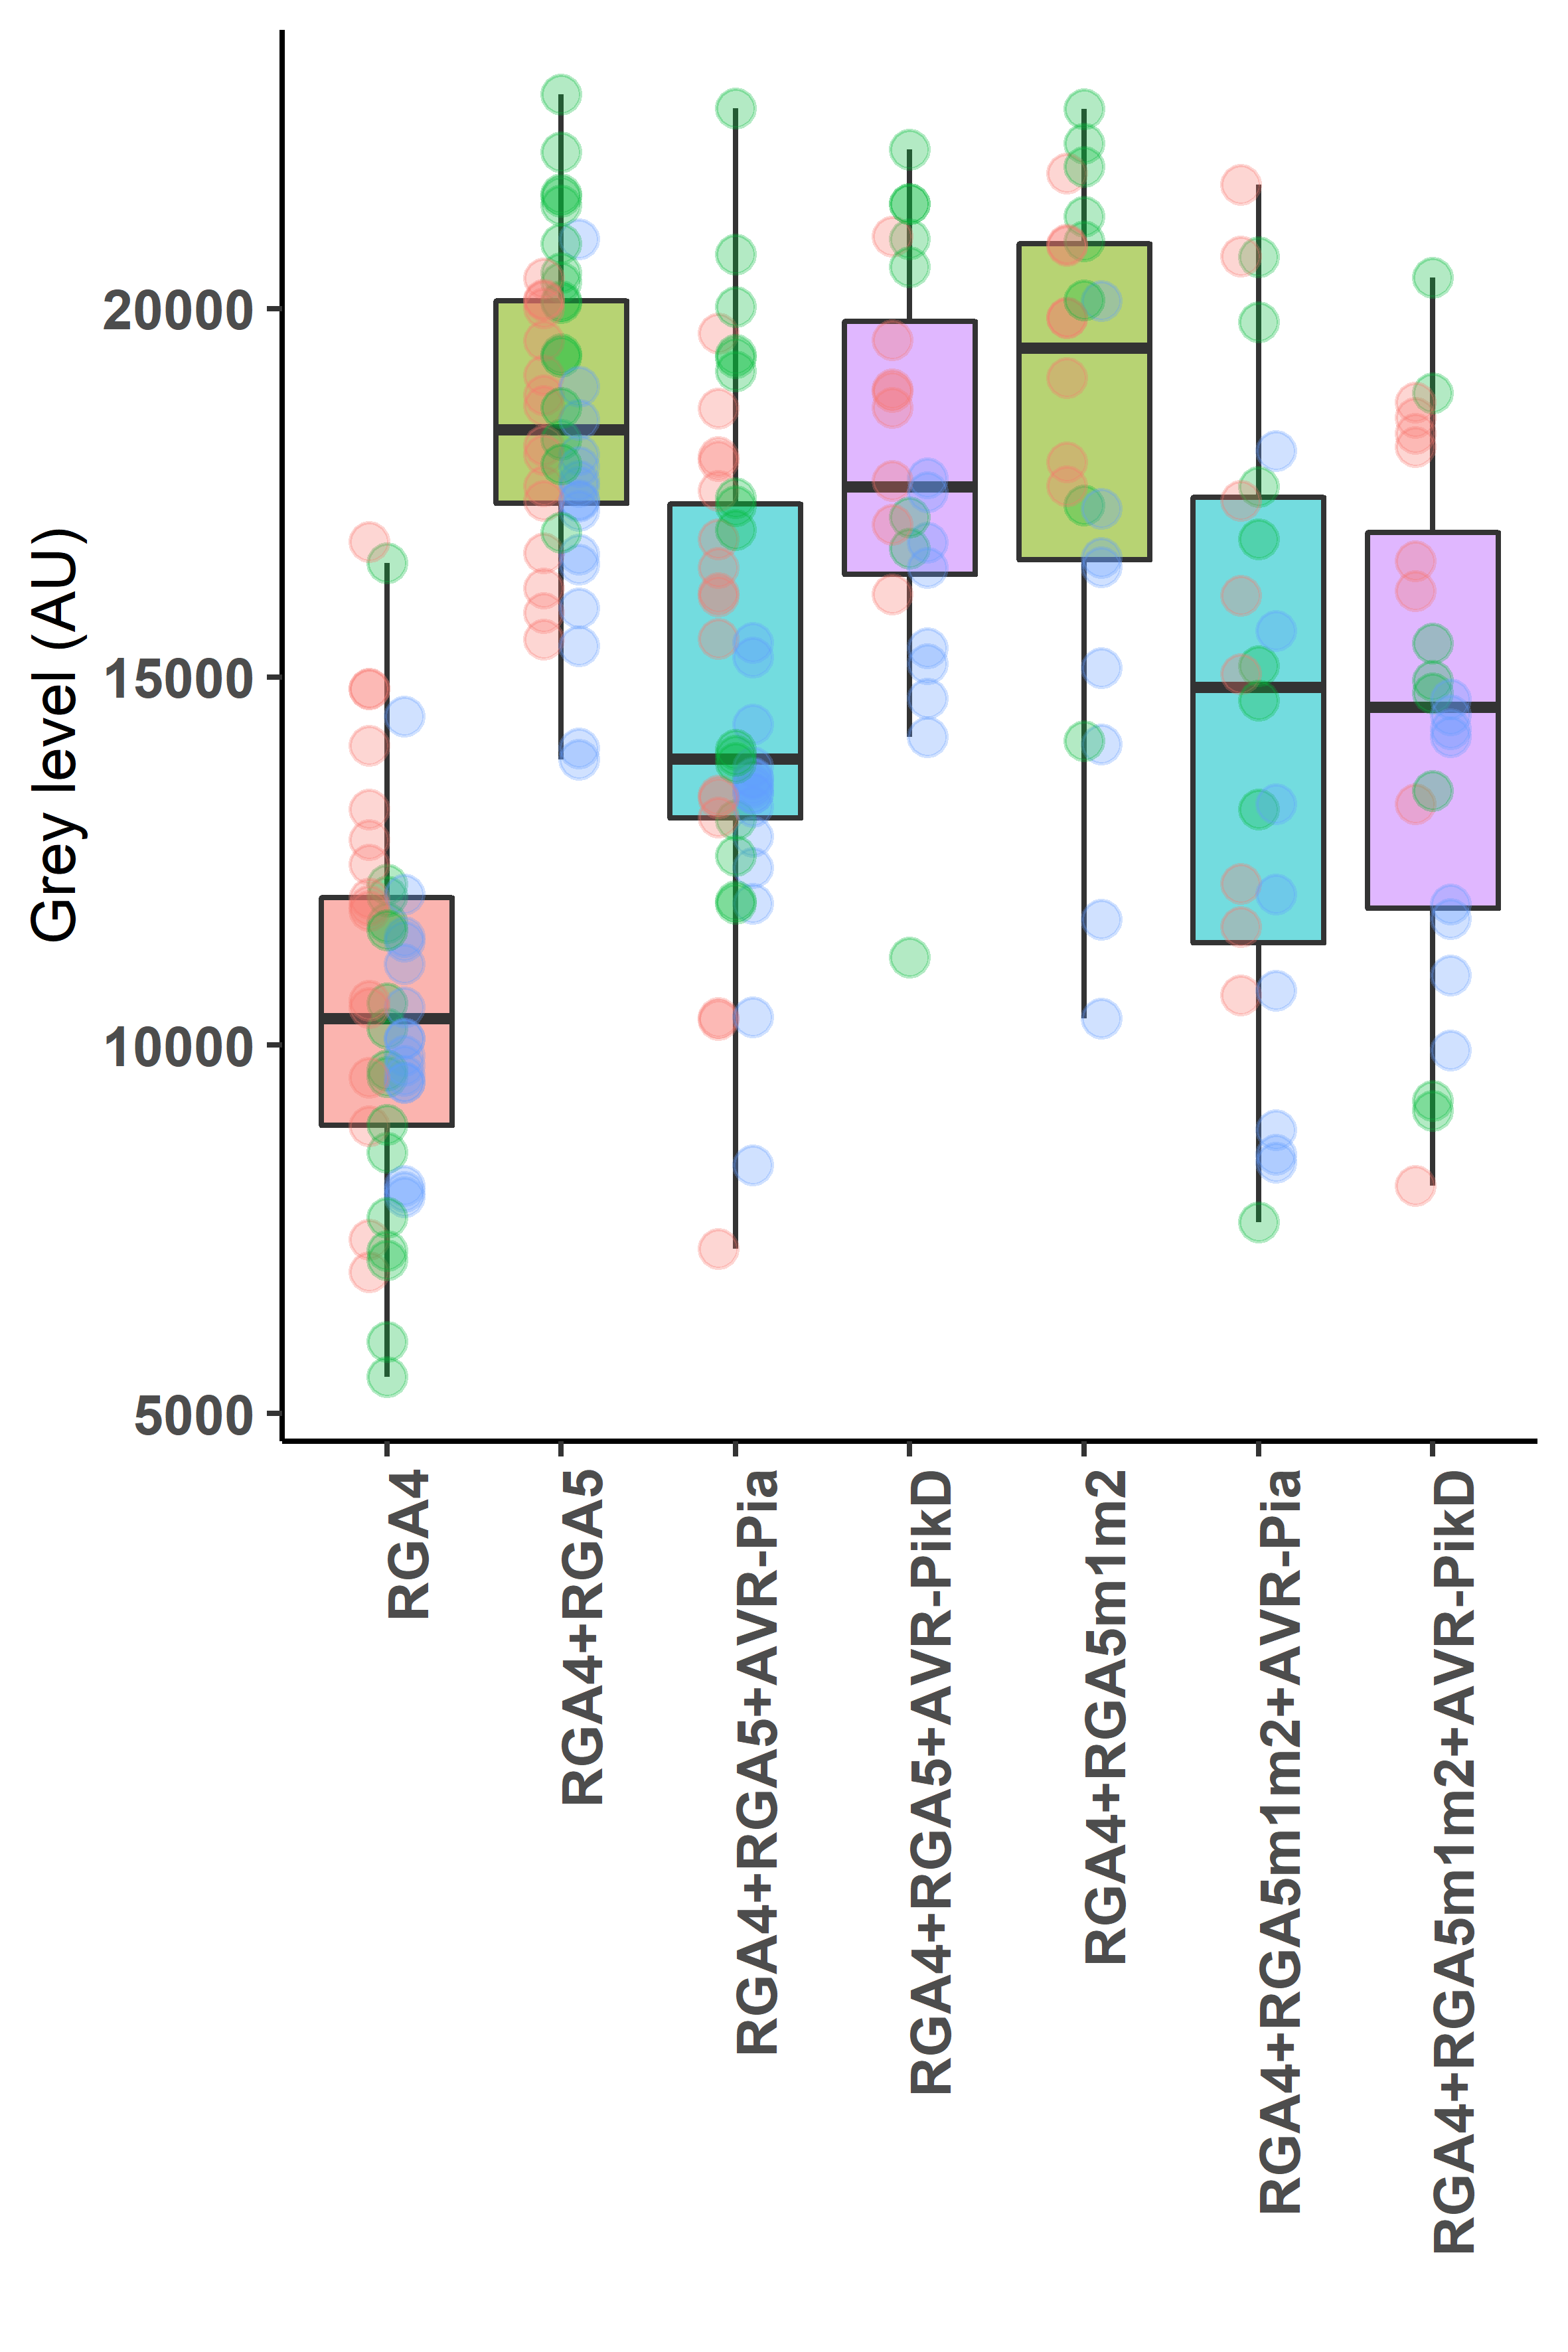 Grey level (AU)
20000
15000
10000
5000
RGA4
RGA4+RGA5
RGA4+RGA5+AVR-Pia
RGA4+RGA5+AVR-PikD
RGA4+RGA5m1m2
RGA4+RGA5m1m2+AVR-Pia
RGA4+RGA5m1m2+AVR-PikD